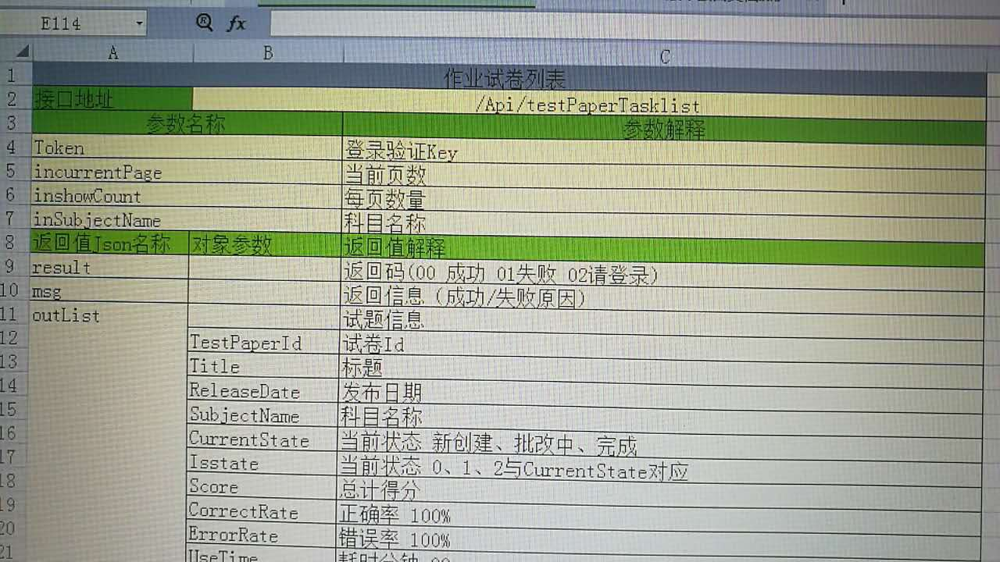 E114
fx
A B C
1 作业试卷列表
2 接口地址 /Api/testPaperTasklist
3 参数名称 参数解释
4 Token 登录验证Key
5 incurrentPage 当前页数
6 inshowCount 每页数量
7 inSubjectName 科目名称
8 返回值Json名称 对象参数 返回值解释
9 result 返回码(00 成功 01失败 02请登录)
10 msg 返回信息（成功/失败原因）
11 outList 试题信息
12 TestPaperId 试卷Id
13 Title 标题
14 ReleaseDate 发布日期
15 SubjectName 科目名称
16 CurrentState 当前状态 新创建、批改中、完成
17 Isstate 当前状态 0、1、2与CurrentState对应
18 Score 总计得分
19 CorrectRate 正确率 100%
20 ErrorRate 错误率 100%
21 UseTime 耗时分钟